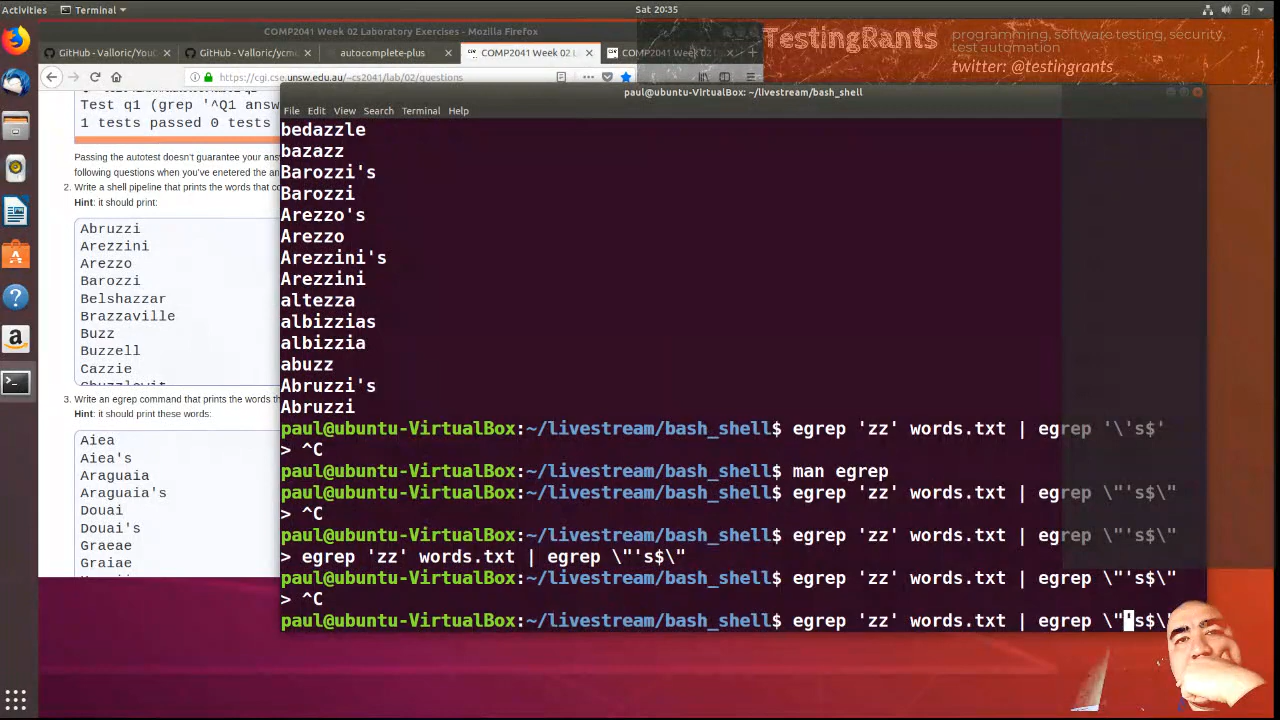 Activities
Terminal
Sat 20:35
COMP2041 Week 02 Laboratory Exercises - Mozilla Firefox
GitHub - Valloric/You
GitHub - Valloric/ycm
autocomplete-plus
COMP2041 Week 02 L
COMP2041 Week 02
TestingRants
programming, software testing, security,
test automation
twitter: @testingrants
https://cgi.cse.unsw.edu.au/~cs2041/lab/02/questions
Test q1 (grep '^Q1 answ
1 tests passed 0 tests
Passing the autotest doesn't guarantee your ans
following questions when you've enetered the an
2. Write a shell pipeline that prints the words that co
Hint: it should print:
Abruzzi
Arezzini
Arezzo
Barozzi
Belshazzar
Brazzaville
Buzz
Buzzell
Cazzie
Chuzzlewit
3. Write an egrep command that prints the words th
Hint: it should print these words:
Aiea
Aiea's
Araguaia
Araguaia's
Douai
Douai's
Graeae
Graiae
paul@ubuntu-VirtualBox: ~/livestream/bash_shell
File Edit View Search Terminal Help
bedazzle
bazazz
Barozzi's
Barozzi
Arezzo's
Arezzo
Arezzini's
Arezzini
altezza
albizzias
albizzia
abuzz
Abruzzi's
Abruzzi
paul@ubuntu-VirtualBox:~/livestream/bash_shell$ egrep 'zz' words.txt | egrep '\'s$'
> ^C
paul@ubuntu-VirtualBox:~/livestream/bash_shell$ man egrep
paul@ubuntu-VirtualBox:~/livestream/bash_shell$ egrep 'zz' words.txt | egrep \"'s$\"
> ^C
paul@ubuntu-VirtualBox:~/livestream/bash_shell$ egrep 'zz' words.txt | egrep \"'s$\"
> egrep 'zz' words.txt | egrep \"'s$\"
paul@ubuntu-VirtualBox:~/livestream/bash_shell$ egrep 'zz' words.txt | egrep \"'s$\"
> ^C
paul@ubuntu-VirtualBox:~/livestream/bash_shell$ egrep 'zz' words.txt | egrep \"'s$\